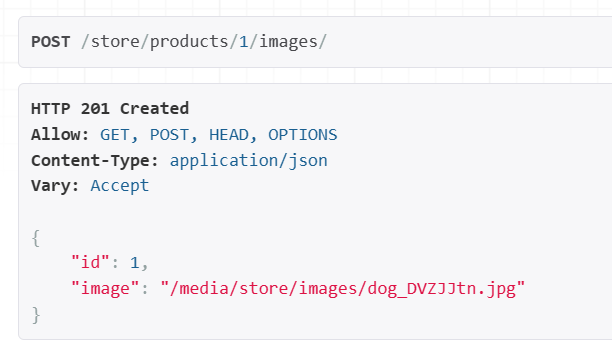 POST /store/products/1/images/
HTTP 201 Created
Allow: GET, POST, HEAD, OPTIONS
Content-Type: application/json
Vary: Accept
{
    "id": 1,
    "image": "/media/store/images/dog_DVZJJtn.jpg"
}